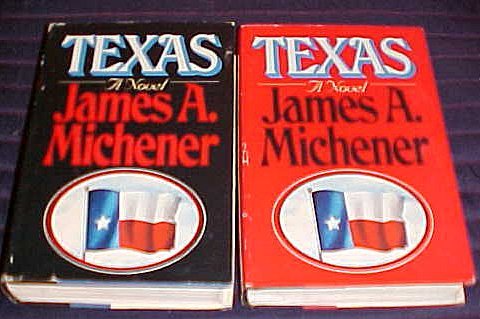 TEXAS
A Novel
James A.
Michener
TEXAS
A Novel
James A.
Michener